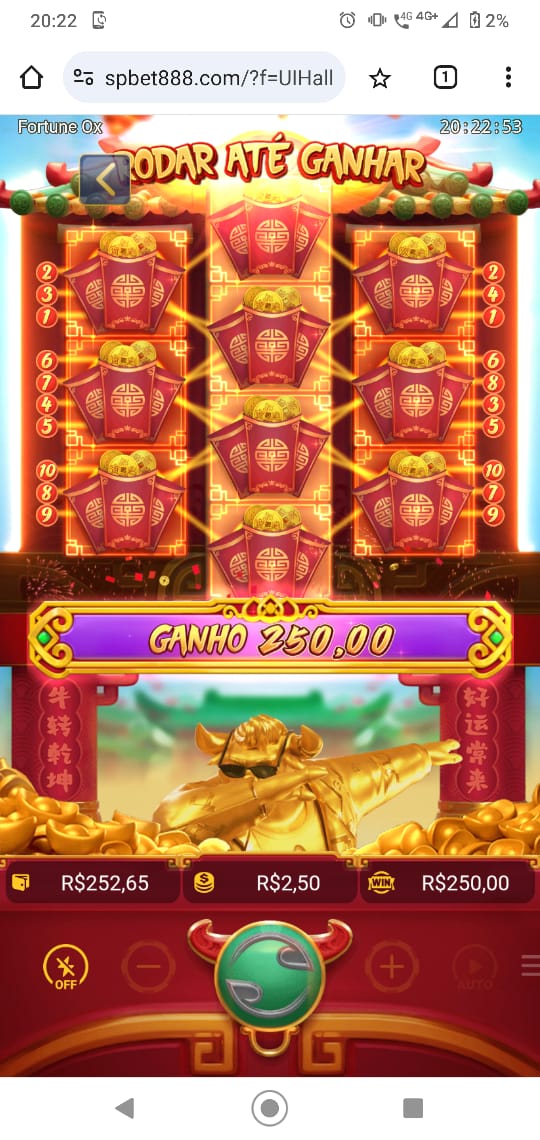 20:22
4G 4G+ 2%
spbet888.com/?f=UIHall
1
Fortune Ox
20:22:53
RODAR ATÉ GANHAR
2 2
3 4
1 1
6 6
7 8
4 3
5 5
10 10
8 7
9 9
GANHO 250,00
牛转乾坤
好运常来
R$252,65
R$2,50
WIN
R$250,00
OFF
AUTO